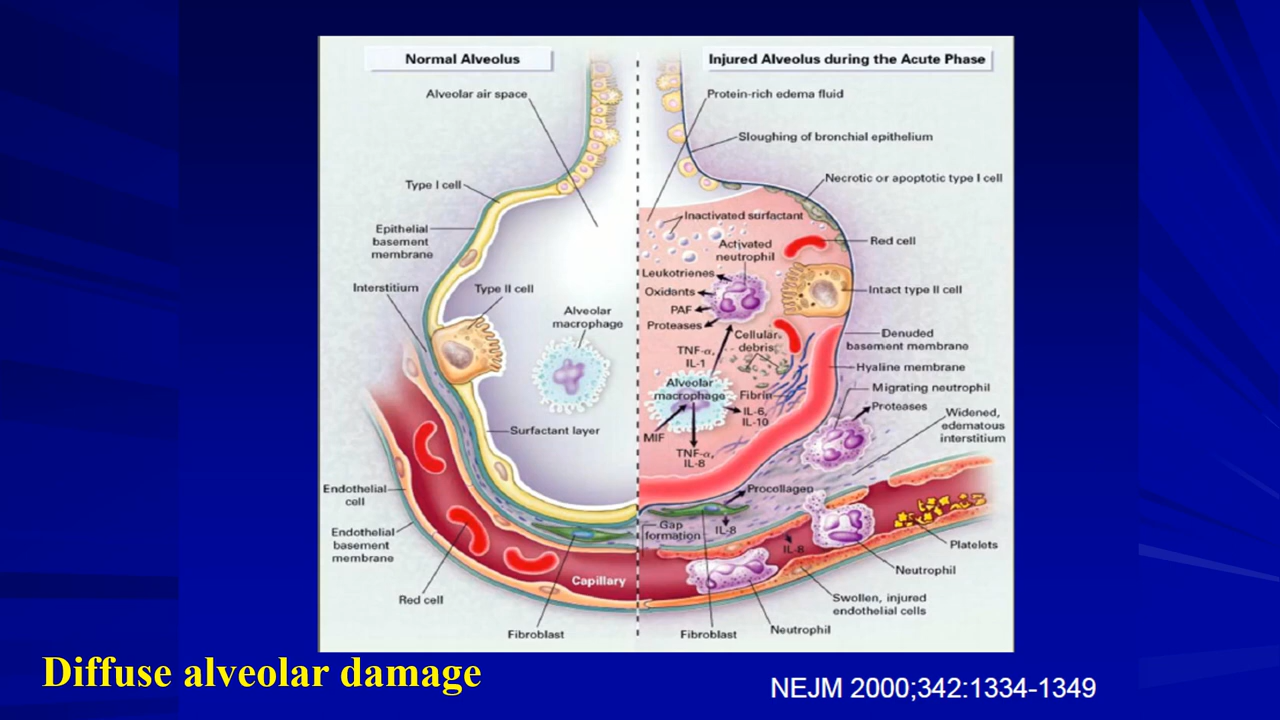 Normal Alveolus
Alveolar air space
Type I cell
Epithelial
basement
membrane
Interstitium
Type II cell
Alveolar
macrophage
Surfactant layer
Endothelial
cell
Endothelial
basement
membrane
Red cell
Capillary
Fibroblast
Injured Alveolus during the Acute Phase
Protein-rich edema fluid
Sloughing of bronchial epithelium
Necrotic or apoptotic type I cell
Inactivated surfactant
Red cell
Activated
neutrophil
Leukotrienes
Oxidants
PAF
Proteases
Intact type II cell
Cellular
debris
TNF-α,
IL-1
Denuded
basement membrane
Hyaline membrane
Alveolar
macrophage
Fibrin
Migrating neutrophil
IL-6,
IL-10
Proteases
Widened,
edematous
interstitium
MIF
TNF-α,
IL-8
Procollagen
Gap
formation
IL-8
IL-8
Platelets
Neutrophil
Swollen, injured
endothelial cells
Fibroblast
Neutrophil
Diffuse alveolar damage
NEJM 2000;342:1334-1349